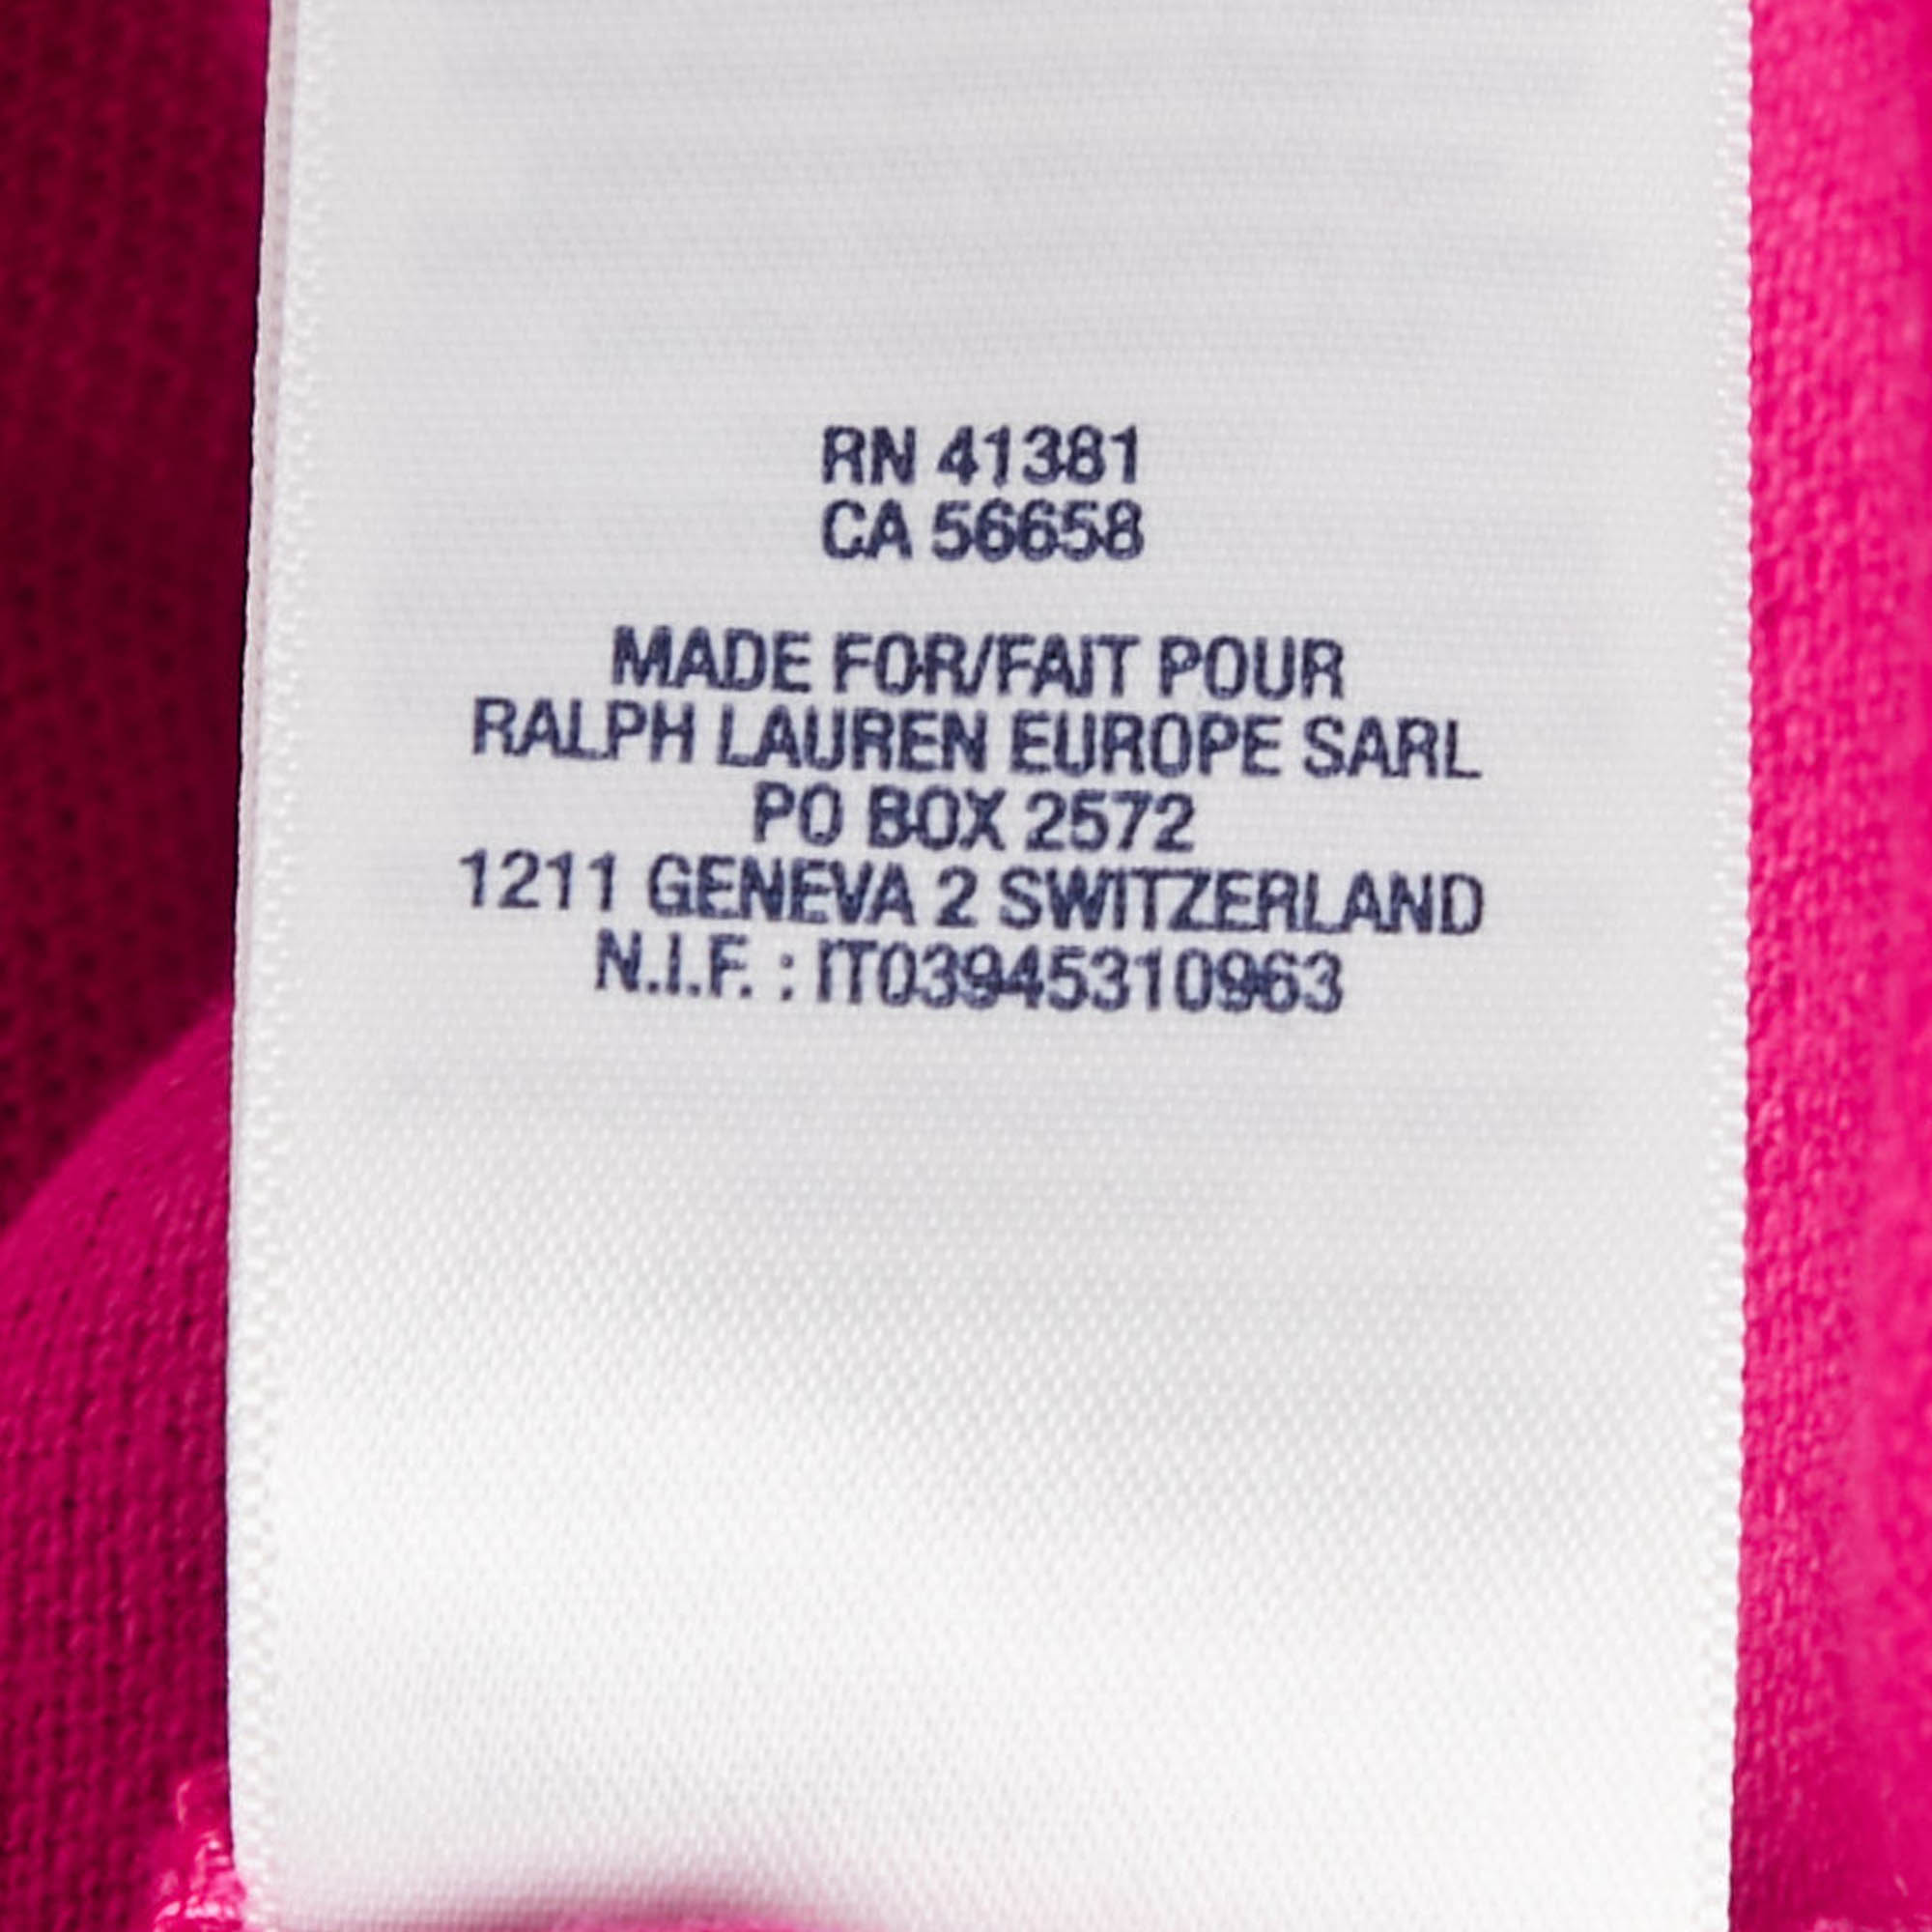 RN 41381
CA 56658
MADE FOR/FAIT POUR
RALPH LAUREN EUROPE SARL
PO BOX 2572
1211 GENEVA 2 SWITZERLAND
N.I.F. : IT03945310963